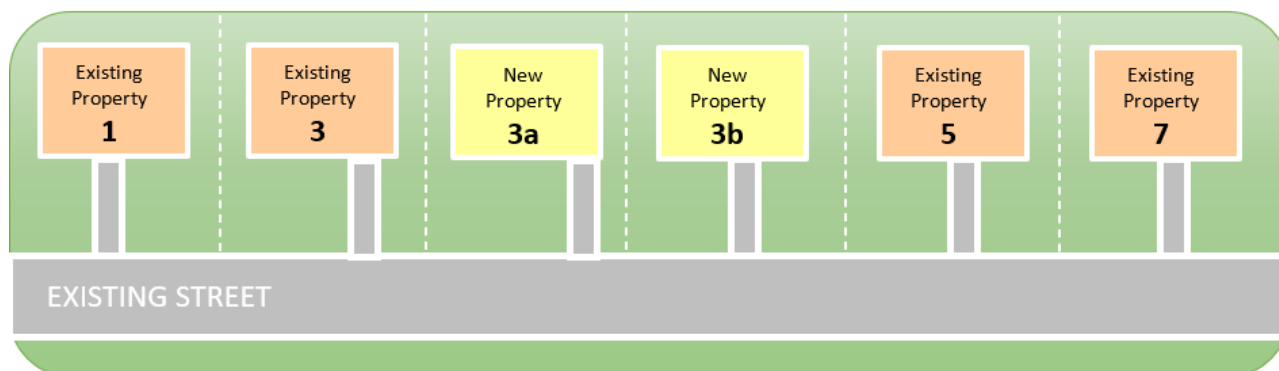 Existing
Property
1
Existing
Property
3
New
Property
3a
New
Property
3b
Existing
Property
5
Existing
Property
7
EXISTING STREET